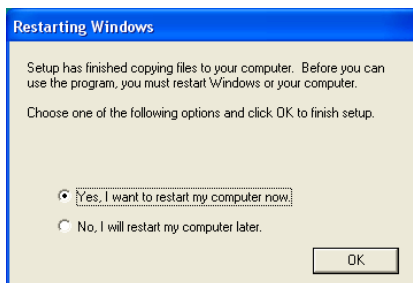 Restarting Windows
Setup has finished copying files to your computer.  Before you can
use the program, you must restart Windows or your computer.
Choose one of the following options and click OK to finish setup.
Yes, I want to restart my computer now.
No, I will restart my computer later.
OK